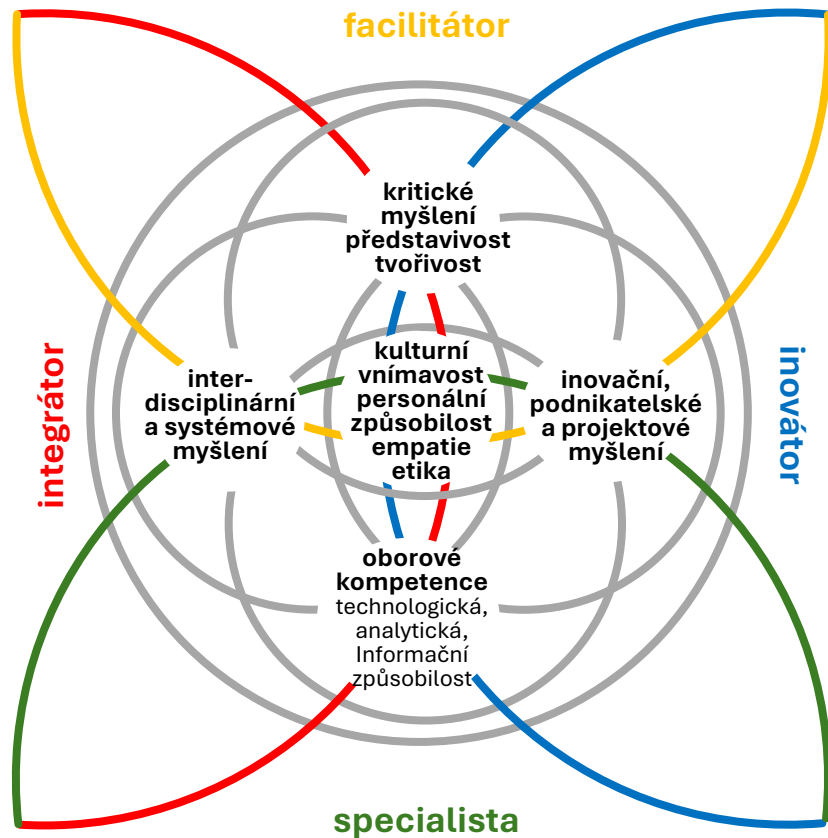 facilitátor
kritické
myšlení
představivost
tvořivost
integrátor
inter-
disciplinární
a systémové
myšlení
kulturní
vnímavost
personální
způsobilost
empatie
etika
inovační,
podnikatelské
a projektové
myšlení
inovátor
oborové
kompetence
technologická,
analytická,
Informační
způsobilost
specialista